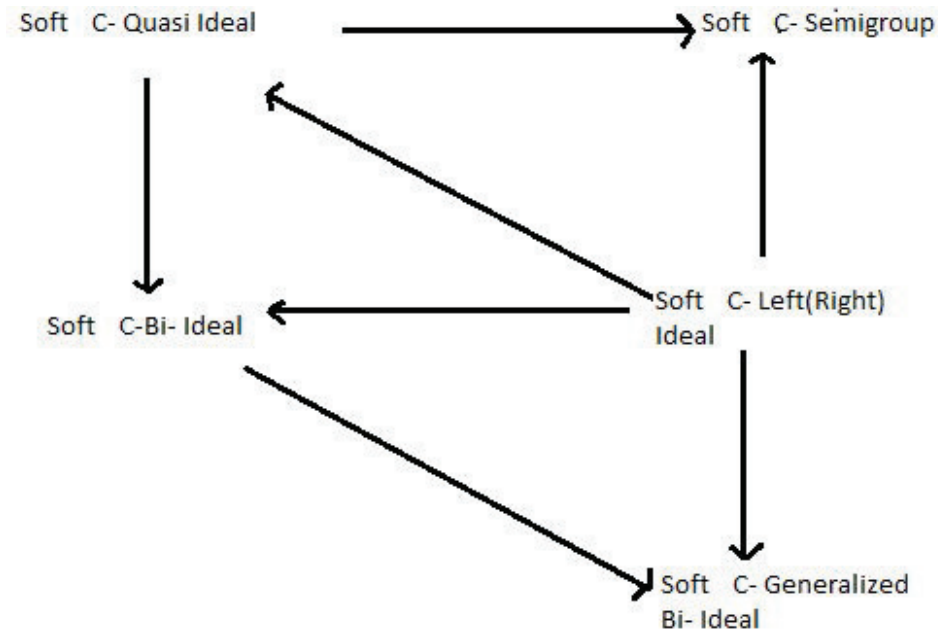 Soft C- Quasi Ideal
Soft C- Semigroup
Soft C- Left(Right)
Ideal
Soft C-Bi- Ideal
Soft C- Generalized
Bi- Ideal